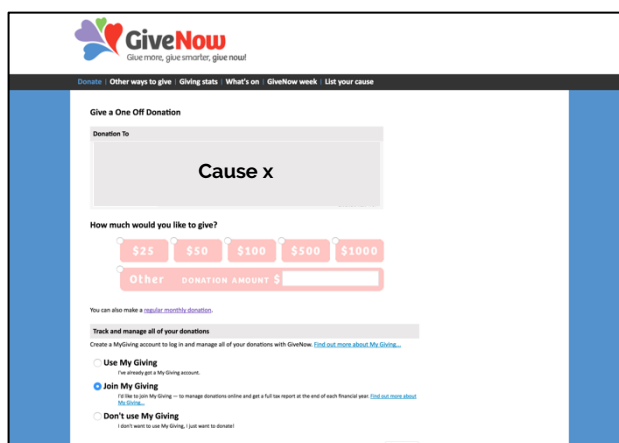 GiveNow
Give more, give smarter, give now!
Donate | Other ways to give | Giving stats | What's on | GiveNow week | List your cause
Give a One Off Donation
Donation To
Cause x
How much would you like to give?
$25 $50 $100 $500 $1000
Other DONATION AMOUNT $
You can also make a regular monthly donation.
Track and manage all of your donations
Create a MyGiving account to log in and manage all of your donations with GiveNow. Find out more about My Giving...
Use My Giving
I've already got a My Giving account.
Join My Giving
I'd like to join My Giving — to manage donations online and get a full tax report at the end of each financial year. Find out more about
My Giving...
Don't use My Giving
I don't want to use My Giving, I just want to donate!